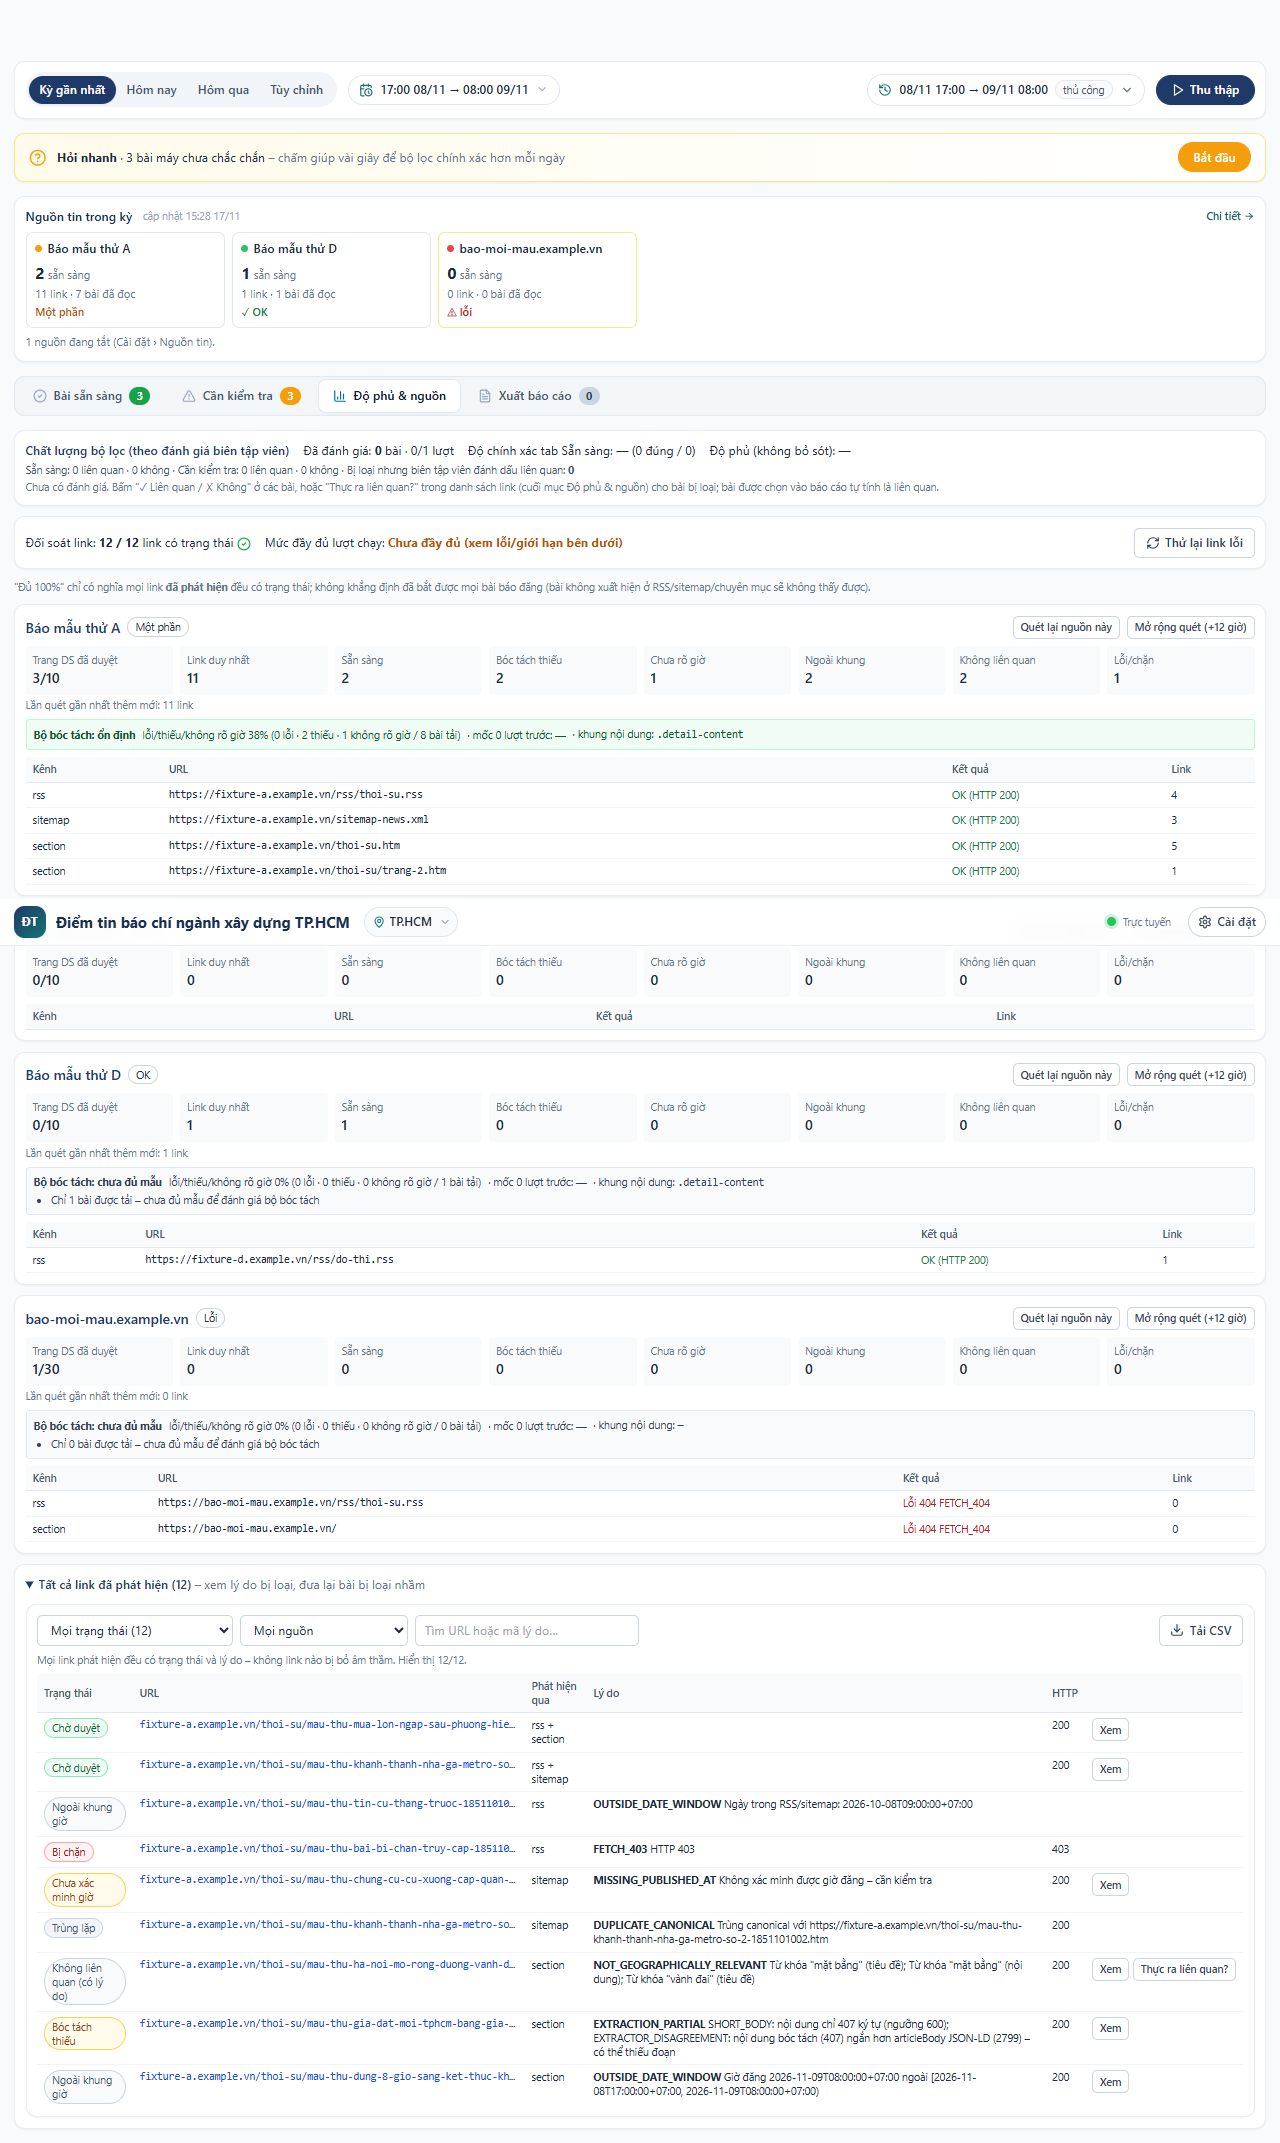 Kỳ gần nhất Hôm nay Hôm qua Tùy chỉnh 17:00 08/11 → 08:00 09/11 08/11 17:00 → 09/11 08:00 thủ công Thu thập
Hỏi nhanh · 3 bài máy chưa chắc chắn – chấm giúp vài giây để bộ lọc chính xác hơn mỗi ngày Bắt đầu
Nguồn tin trong kỳ cập nhật 15:28 17/11 Chi tiết →
Báo mẫu thử A Báo mẫu thử D bao-moi-mau.example.vn
2 sẵn sàng 1 sẵn sàng 0 sẵn sàng
11 link · 7 bài đã đọc 1 link · 1 bài đã đọc 0 link · 0 bài đã đọc
Một phần ✓ OK ⚠ lỗi
1 nguồn đang tắt (Cài đặt › Nguồn tin).
Bài sẵn sàng 3 Cần kiểm tra 3 Độ phủ & nguồn Xuất báo cáo 0
Chất lượng bộ lọc (theo đánh giá biên tập viên) Đã đánh giá: 0 bài · 0/1 lượt Độ chính xác tab Sẵn sàng: — (0 đúng / 0) Độ phủ (không bỏ sót): —
Sẵn sàng: 0 liên quan · 0 không · Cần kiểm tra: 0 liên quan · 0 không · Bị loại nhưng biên tập viên đánh dấu liên quan: 0
Chưa có đánh giá. Bấm "✓ Liên quan / ✗ Không" ở các bài, hoặc "Thực ra liên quan?" trong danh sách link (cuối mục Độ phủ & nguồn) cho bài bị loại; bài được chọn vào báo cáo tự tính là liên quan.
Đối soát link: 12 / 12 link có trạng thái Mức đầy đủ lượt chạy: Chưa đầy đủ (xem lỗi/giới hạn bên dưới) Thử lại link lỗi
"Đủ 100%" chỉ có nghĩa mọi link đã phát hiện đều có trạng thái; không khẳng định đã bắt được mọi bài báo đăng (bài không xuất hiện ở RSS/sitemap/chuyên mục sẽ không thấy được).
Báo mẫu thử A Một phần Quét lại nguồn này Mở rộng quét (+12 giờ)
Trang DS đã duyệt Link duy nhất Sẵn sàng Bóc tách thiếu Chưa rõ giờ Ngoài khung Không liên quan Lỗi/chặn
3/10 11 2 2 1 2 2 1
Lần quét gần nhất thêm mới: 11 link
Bộ bóc tách: ổn định lỗi/thiếu/không rõ giờ 38% (0 lỗi · 2 thiếu · 1 không rõ giờ / 8 bài tải) · mốc 0 lượt trước: — · khung nội dung: .detail-content
Kênh URL Kết quả Link
rss https://fixture-a.example.vn/rss/thoi-su.rss OK (HTTP 200) 4
sitemap https://fixture-a.example.vn/sitemap-news.xml OK (HTTP 200) 3
section https://fixture-a.example.vn/thoi-su.htm OK (HTTP 200) 5
section https://fixture-a.example.vn/thoi-su/trang-2.htm OK (HTTP 200) 1
ĐT Điểm tin báo chí ngành xây dựng TP.HCM TP.HCM Trực tuyến Cài đặt
Trang DS đã duyệt Link duy nhất Sẵn sàng Bóc tách thiếu Chưa rõ giờ Ngoài khung Không liên quan Lỗi/chặn
0/10 0 0 0 0 0 0 0
Kênh URL Kết quả Link
Báo mẫu thử D OK Quét lại nguồn này Mở rộng quét (+12 giờ)
Trang DS đã duyệt Link duy nhất Sẵn sàng Bóc tách thiếu Chưa rõ giờ Ngoài khung Không liên quan Lỗi/chặn
0/10 1 1 0 0 0 0 0
Lần quét gần nhất thêm mới: 1 link
Bộ bóc tách: chưa đủ mẫu lỗi/thiếu/không rõ giờ 0% (0 lỗi · 0 thiếu · 0 không rõ giờ / 1 bài tải) · mốc 0 lượt trước: — · khung nội dung: .detail-content
• Chỉ 1 bài được tải – chưa đủ mẫu để đánh giá bộ bóc tách
Kênh URL Kết quả Link
rss https://fixture-d.example.vn/rss/do-thi.rss OK (HTTP 200) 1
bao-moi-mau.example.vn Lỗi Quét lại nguồn này Mở rộng quét (+12 giờ)
Trang DS đã duyệt Link duy nhất Sẵn sàng Bóc tách thiếu Chưa rõ giờ Ngoài khung Không liên quan Lỗi/chặn
1/30 0 0 0 0 0 0 0
Lần quét gần nhất thêm mới: 0 link
Bộ bóc tách: chưa đủ mẫu lỗi/thiếu/không rõ giờ 0% (0 lỗi · 0 thiếu · 0 không rõ giờ / 0 bài tải) · mốc 0 lượt trước: — · khung nội dung: –
• Chỉ 0 bài được tải – chưa đủ mẫu để đánh giá bộ bóc tách
Kênh URL Kết quả Link
rss https://bao-moi-mau.example.vn/rss/thoi-su.rss Lỗi 404 FETCH_404 0
section https://bao-moi-mau.example.vn/ Lỗi 404 FETCH_404 0
▼ Tất cả link đã phát hiện (12) – xem lý do bị loại, đưa lại bài bị loại nhầm
Mọi trạng thái (12) Mọi nguồn Tìm URL hoặc mã lý do... Tải CSV
Mọi link phát hiện đều có trạng thái và lý do – không link nào bị bỏ âm thầm. Hiển thị 12/12.
Trạng thái URL Phát hiện qua Lý do HTTP
Chờ duyệt fixture-a.example.vn/thoi-su/mau-thu-mua-lon-ngap-sau-phuong-hie… rss + section 200 Xem
Chờ duyệt fixture-a.example.vn/thoi-su/mau-thu-khanh-thanh-nha-ga-metro-so… rss + sitemap 200 Xem
Ngoài khung giờ fixture-a.example.vn/thoi-su/mau-thu-tin-cu-thang-truoc-18511010… rss OUTSIDE_DATE_WINDOW Ngày trong RSS/sitemap: 2026-10-08T09:00:00+07:00
Bị chặn fixture-a.example.vn/thoi-su/mau-thu-bai-bi-chan-truy-cap-185110… rss FETCH_403 HTTP 403 403
Chưa xác minh giờ fixture-a.example.vn/thoi-su/mau-thu-chung-cu-cu-xuong-cap-quan-… sitemap MISSING_PUBLISHED_AT Không xác minh được giờ đăng – cần kiểm tra 200 Xem
Trùng lặp fixture-a.example.vn/thoi-su/mau-thu-khanh-thanh-nha-ga-metro-so… sitemap DUPLICATE_CANONICAL Trùng canonical với https://fixture-a.example.vn/thoi-su/mau-thu- 200
khanh-thanh-nha-ga-metro-so-2-1851101002.htm
Không liên quan (có lý do) fixture-a.example.vn/thoi-su/mau-thu-ha-noi-mo-rong-duong-vanh-d… section NOT_GEOGRAPHICALLY_RELEVANT Từ khóa "mặt bằng" (tiêu đề); Từ khóa "mặt bằng" (nội 200 Xem Thực ra liên quan?
dung); Từ khóa "vành đai" (tiêu đề)
Bóc tách thiếu fixture-a.example.vn/thoi-su/mau-thu-gia-dat-moi-tphcm-bang-gia-… section EXTRACTION_PARTIAL SHORT_BODY: nội dung chỉ 407 ký tự (ngưỡng 600); 200 Xem
EXTRACTOR_DISAGREEMENT: nội dung bóc tách (407) ngắn hơn articleBody JSON-LD (2799) –
có thể thiếu đoạn
Ngoài khung giờ fixture-a.example.vn/thoi-su/mau-thu-dung-8-gio-sang-ket-thuc-kh… section OUTSIDE_DATE_WINDOW Giờ đăng 2026-11-09T08:00:00+07:00 ngoài [2026-11- 200 Xem
08T17:00:00+07:00, 2026-11-09T08:00:00+07:00)